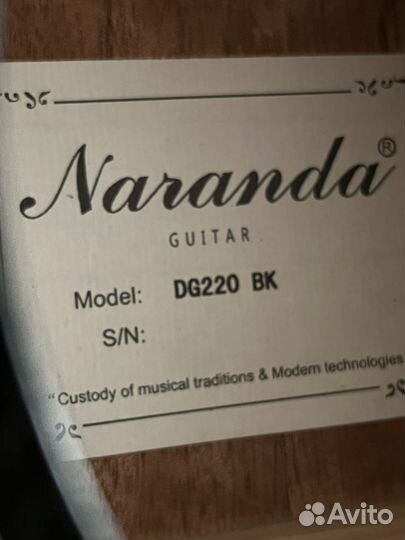 Naranda®
GUITAR
Model: DG220 BK
S/N:
“Custody of musical traditions & Modern technologies
Avito